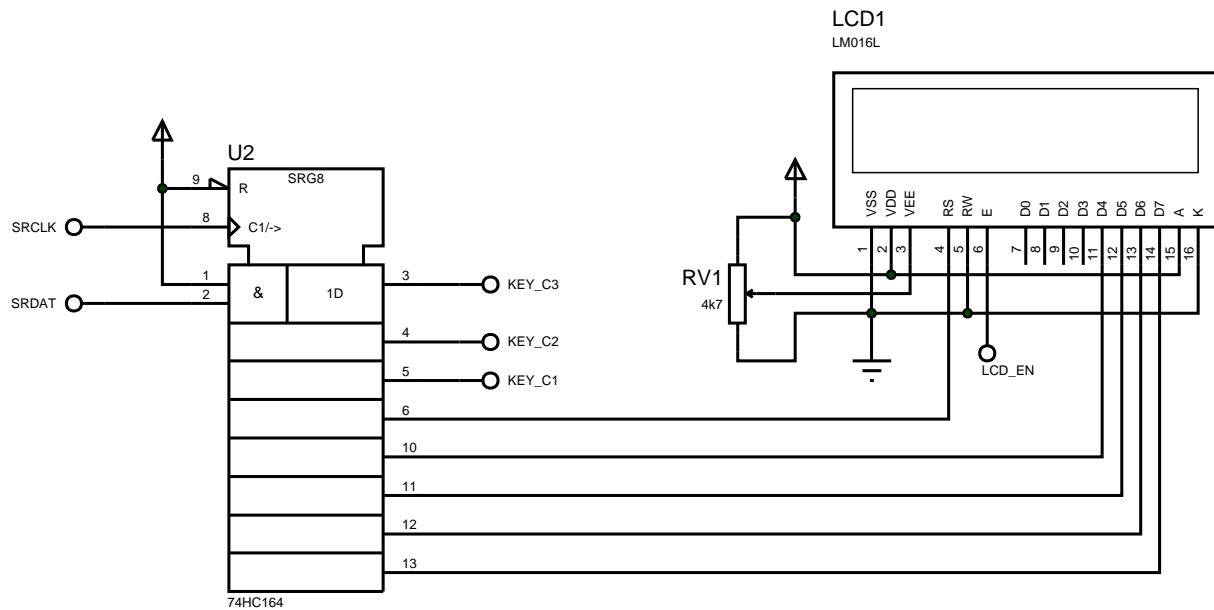 LCD1
LM016L
U2
SRG8
9
R
SRCLK
8
C1/->
1
&
1D
3
KEY_C3
SRDAT
2
4
KEY_C2
5
KEY_C1
6
10
11
12
13
74HC164
RV1
4k7
VSS
VDD
VEE
RS
RW
E
D0
D1
D2
D3
D4
D5
D6
D7
A
K
1
2
3
4
5
6
7
8
9
10
11
12
13
14
15
16
LCD_EN